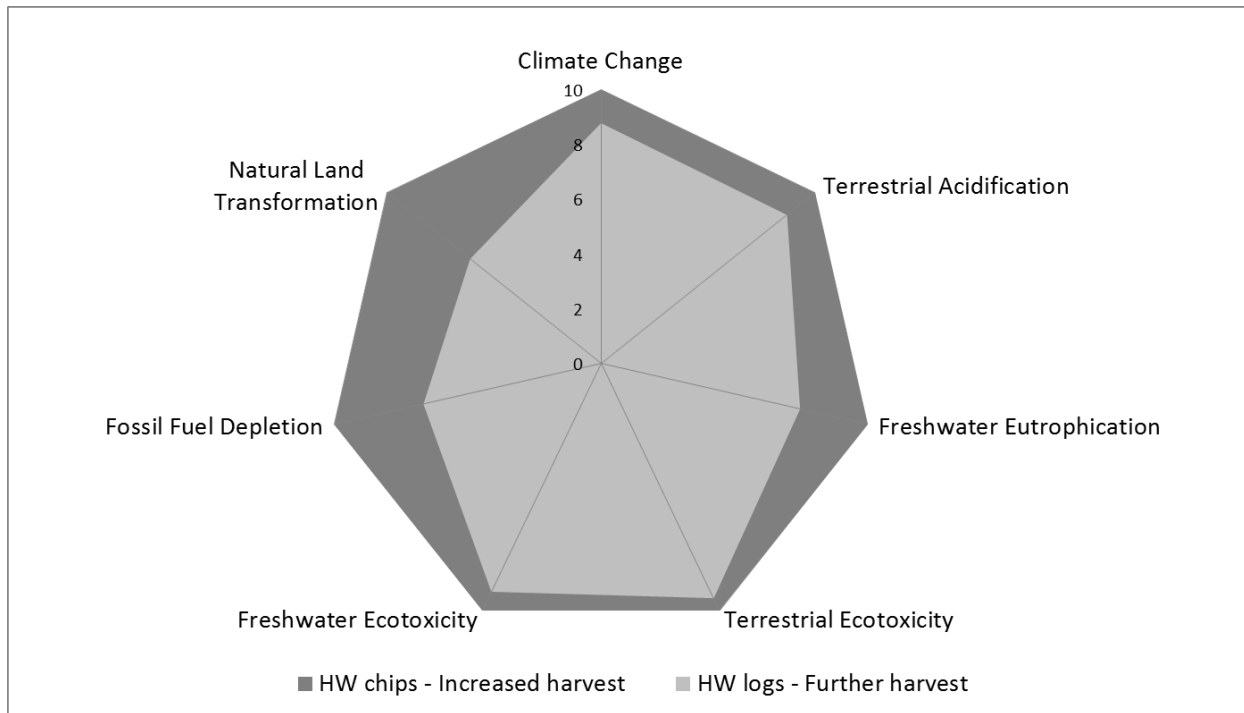 Climate Change
10
8
6
4
2
0
Natural Land
Transformation
Terrestrial Acidification
Fossil Fuel Depletion
Freshwater Eutrophication
Freshwater Ecotoxicity
Terrestrial Ecotoxicity
HW chips - Increased harvest
HW logs - Further harvest